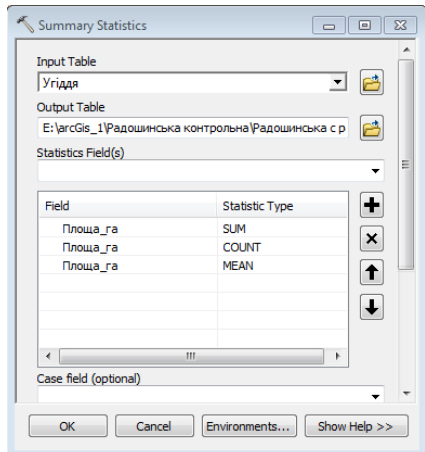 Summary Statistics
Input Table
Угіддя
Output Table
E:\arcGis_1\Радошинська контрольна\Радошинська с р
Statistics Field(s)
Field Statistic Type
Площа_га SUM
Площа_га COUNT
Площа_га MEAN
Case field (optional)
OK Cancel Environments... Show Help >>